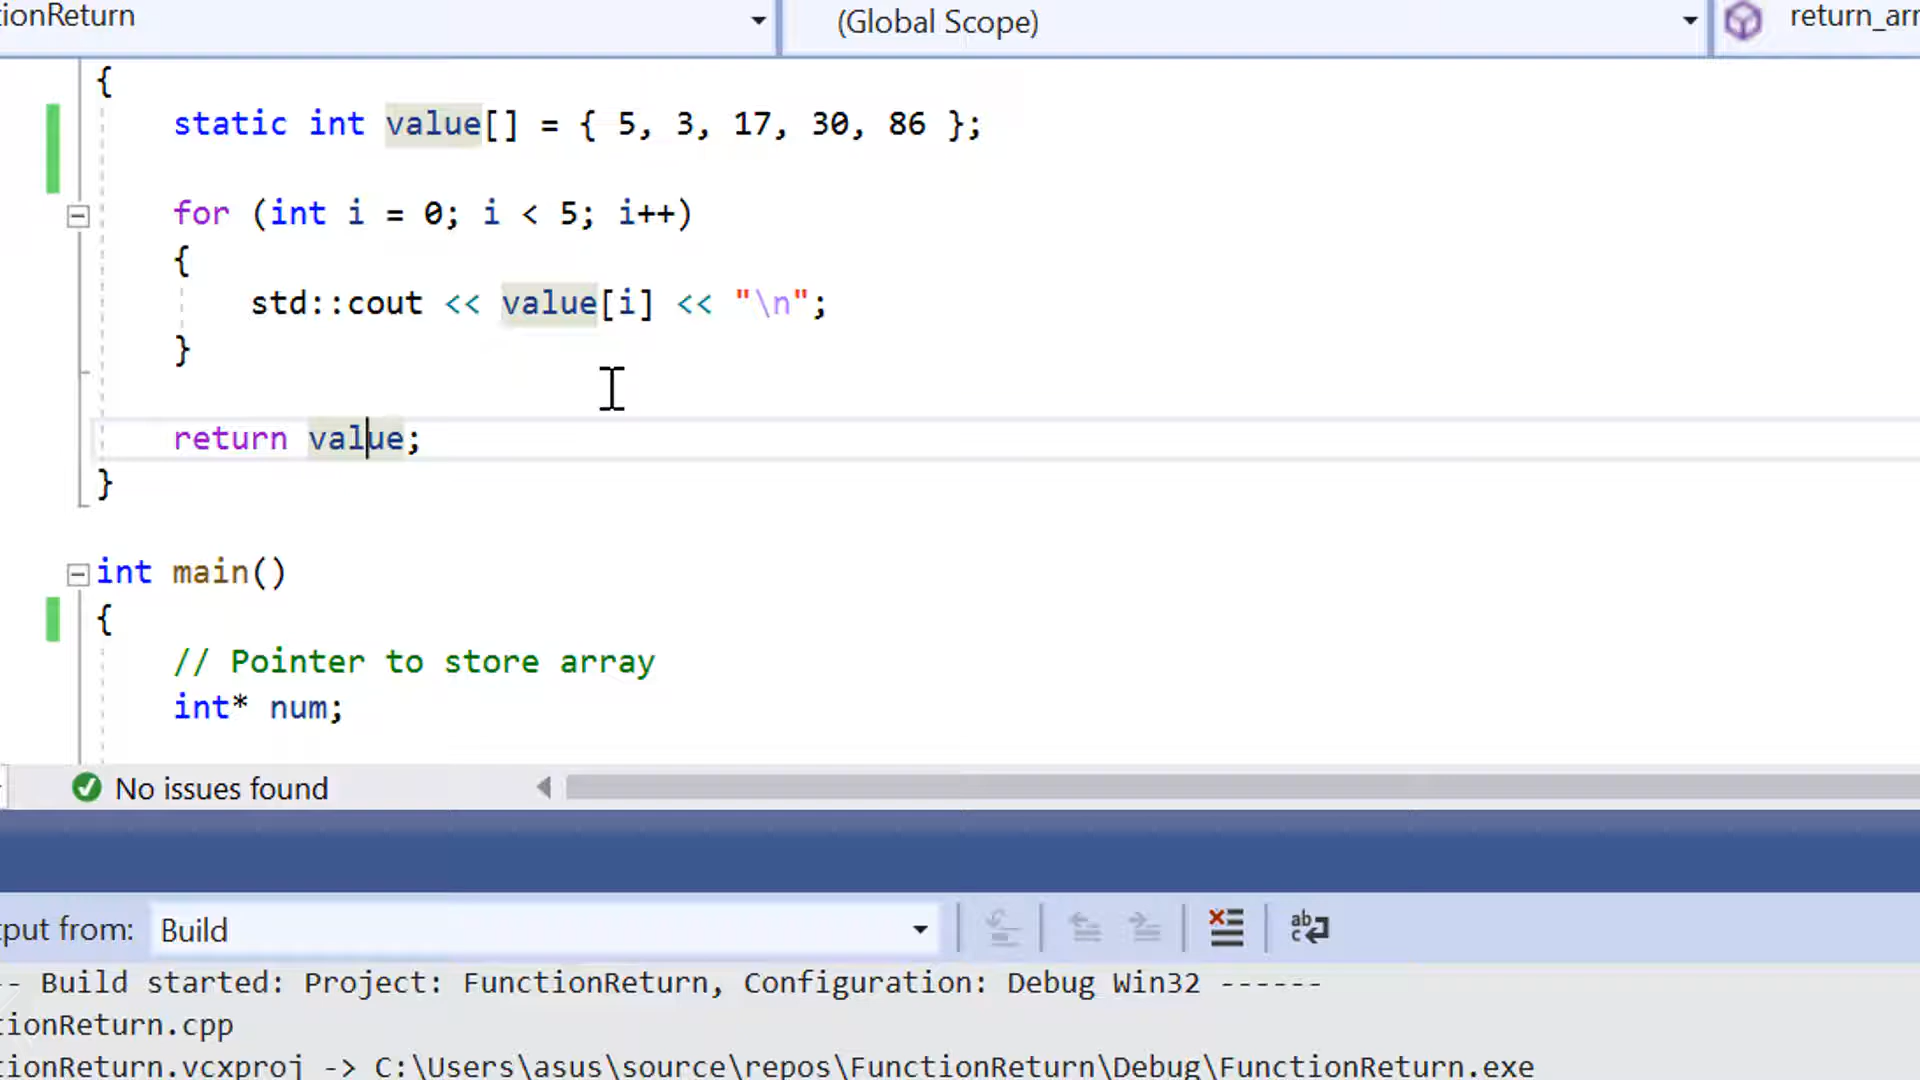 ionReturn (Global Scope) return_arr
{
static int value[] = { 5, 3, 17, 30, 86 };
for (int i = 0; i < 5; i++)
{
std::cout << value[i] << "\n";
}
return value;
}
int main()
{
// Pointer to store array
int* num;
No issues found
put from: Build
-- Build started: Project: FunctionReturn, Configuration: Debug Win32 ------
tionReturn.cpp
tionReturn.vcxproj -> C:\Users\asus\source\repos\FunctionReturn\Debug\FunctionReturn.exe